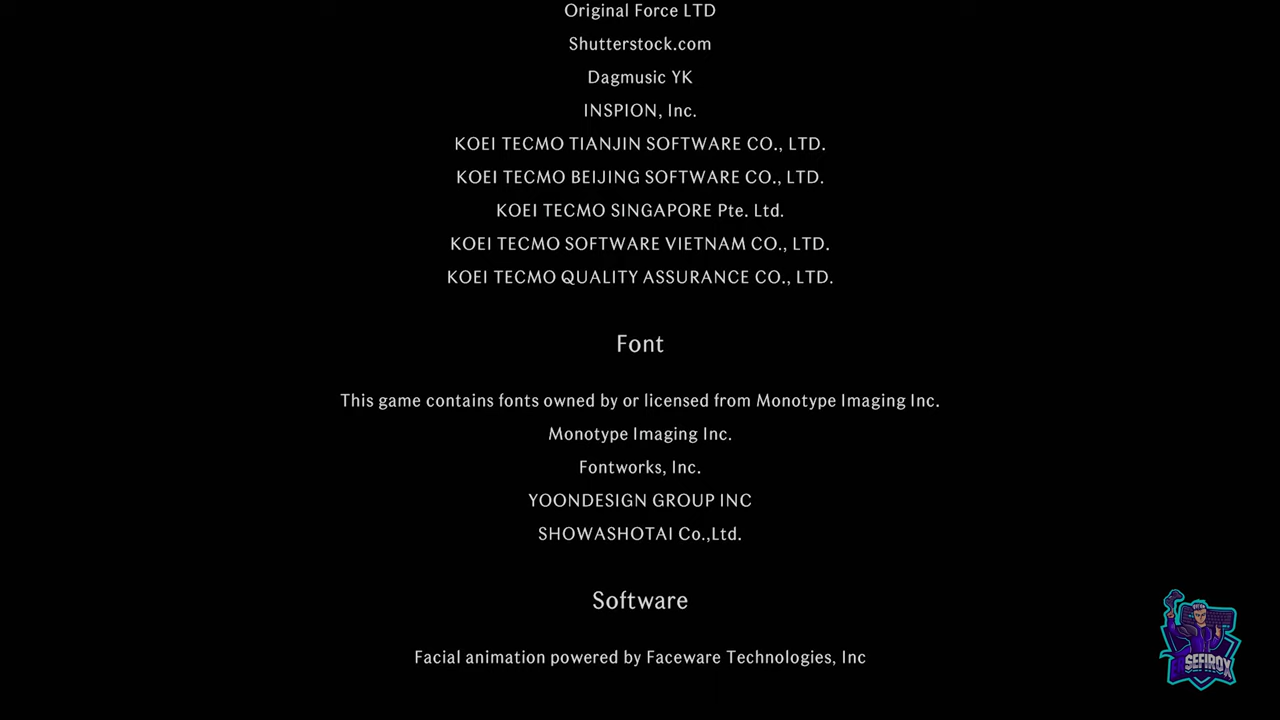 Original Force LTD
Shutterstock.com
Dagmusic YK
INSPION, Inc.
KOEI TECMO TIANJIN SOFTWARE CO., LTD.
KOEI TECMO BEIJING SOFTWARE CO., LTD.
KOEI TECMO SINGAPORE Pte. Ltd.
KOEI TECMO SOFTWARE VIETNAM CO., LTD.
KOEI TECMO QUALITY ASSURANCE CO., LTD.
Font
This game contains fonts owned by or licensed from Monotype Imaging Inc.
Monotype Imaging Inc.
Fontworks, Inc.
YOONDESIGN GROUP INC
SHOWASHOTAI Co.,Ltd.
Software
Facial animation powered by Faceware Technologies, Inc
SEFIROX